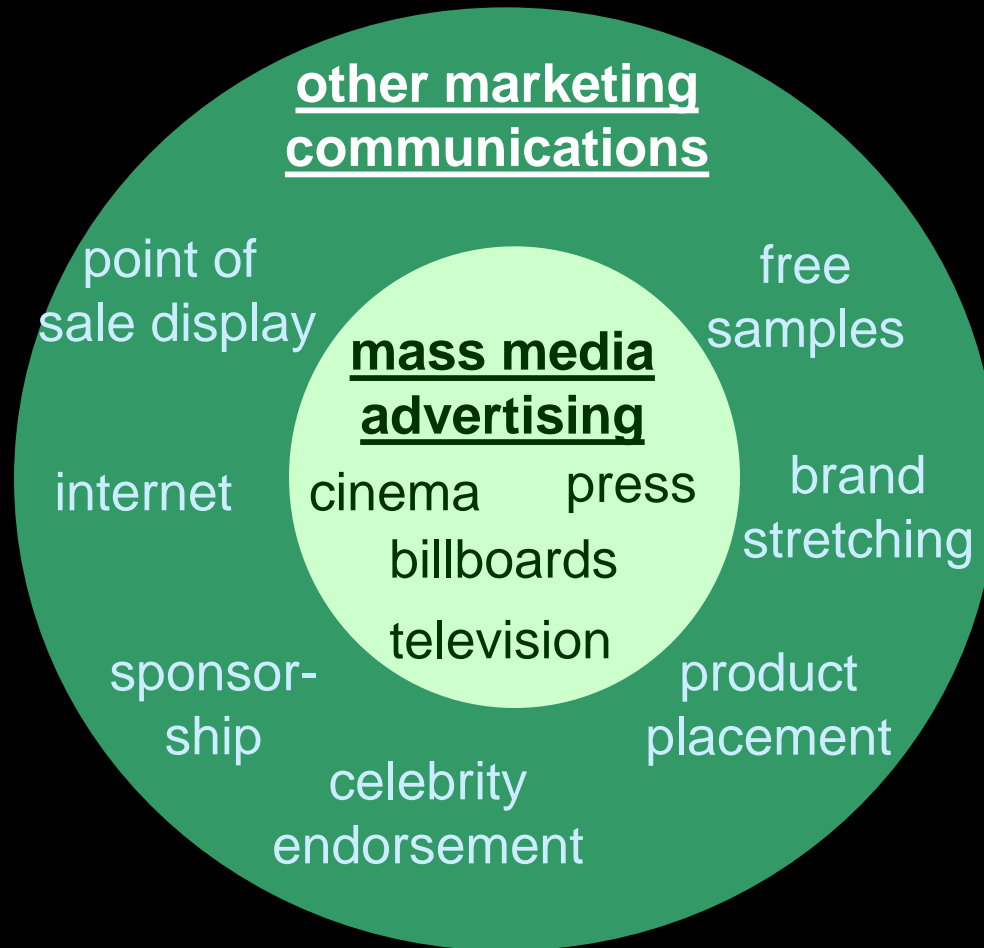 other marketing
communications
point of
sale display
free
samples
mass media
advertising
internet
cinema
press
brand
stretching
billboards
television
sponsor-
ship
product
placement
celebrity
endorsement